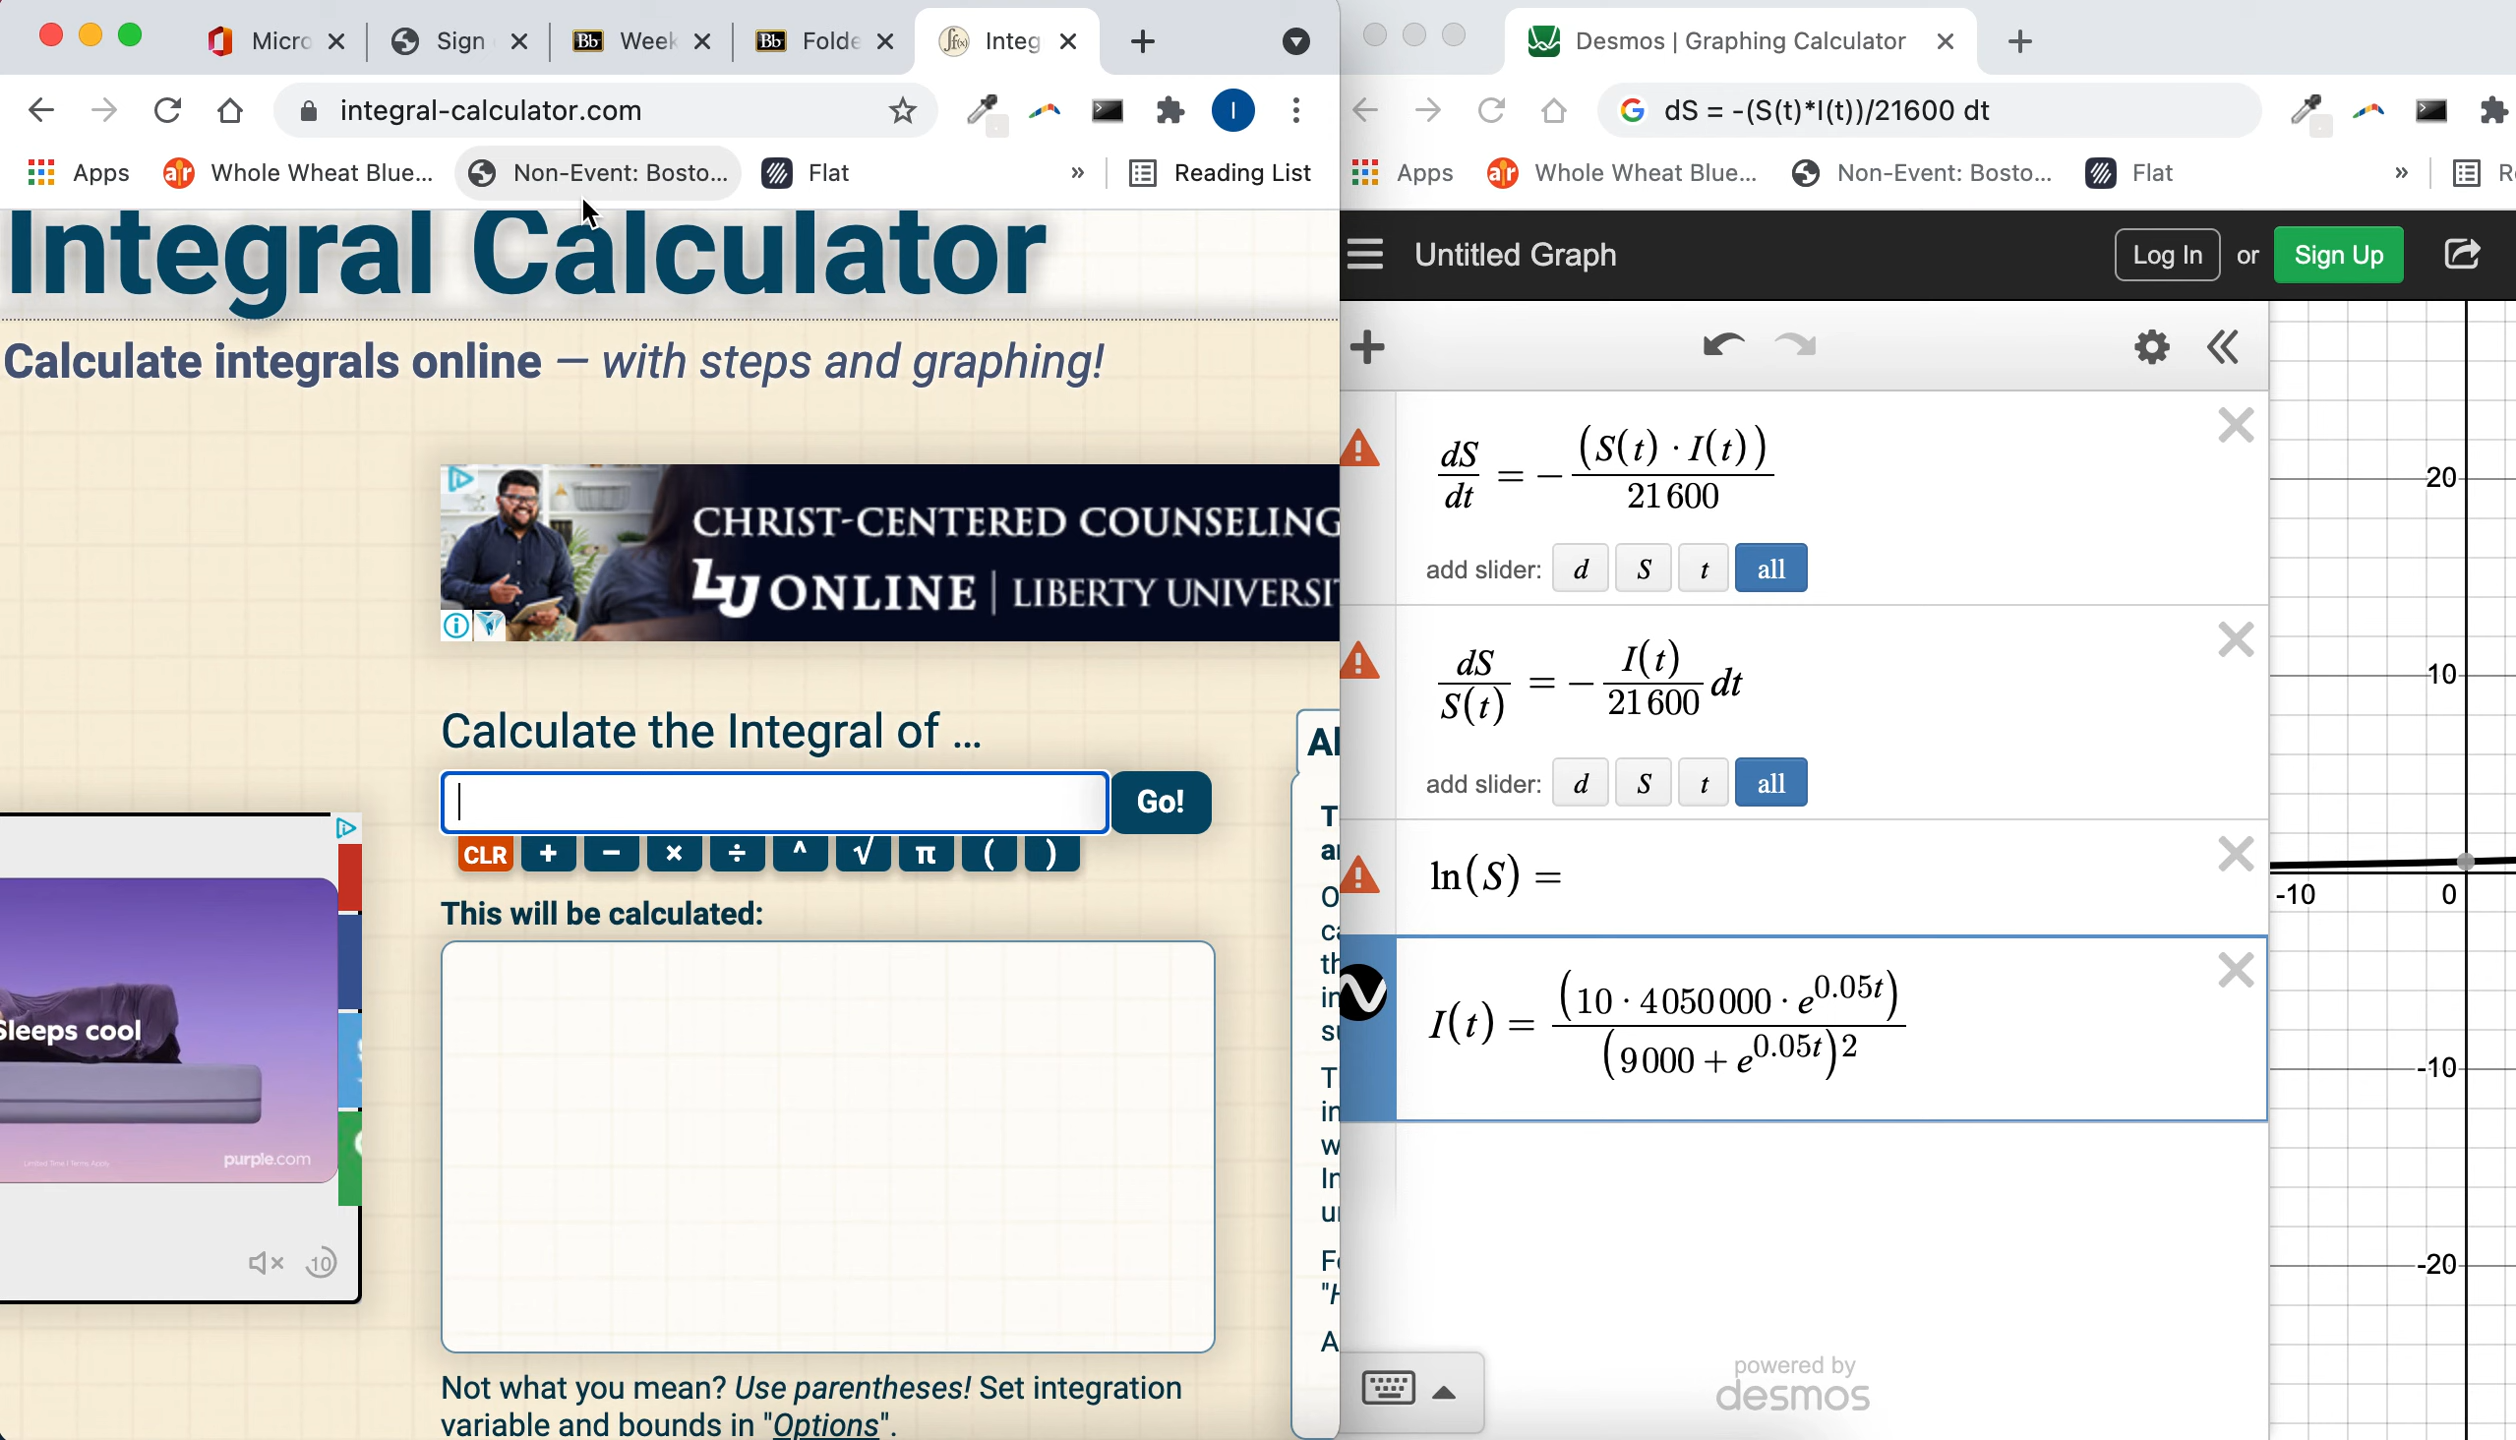 Micro
Sign
Bb Week
Bb Folde
Integ
integral-calculator.com
I
Apps
Whole Wheat Blue...
Non-Event: Bosto...
Flat
»
Reading List
Integral Calculator
Calculate integrals online — with steps and graphing!
CHRIST-CENTERED COUNSELING
LU ONLINE | LIBERTY UNIVERSI
Calculate the Integral of ...
Go!
CLR + − × ÷ ^ √ π ( )
This will be calculated:
Sleeps cool
purple.com
10
Not what you mean? Use parentheses! Set integration
variable and bounds in "Options".
Desmos | Graphing Calculator
dS = -(S(t)*I(t))/21600 dt
Apps
Whole Wheat Blue...
Non-Event: Bosto...
Flat
»
Untitled Graph
Log In or Sign Up
dS/dt = −(S(t) · I(t))/21600
add slider: d S t all
dS/S(t) = −I(t)/21600 dt
add slider: d S t all
ln(S) =
I(t) = (10 · 4050000 · e^0.05t)/(9000 + e^0.05t)2
powered by
desmos
20
10
-10
0
-10
-20